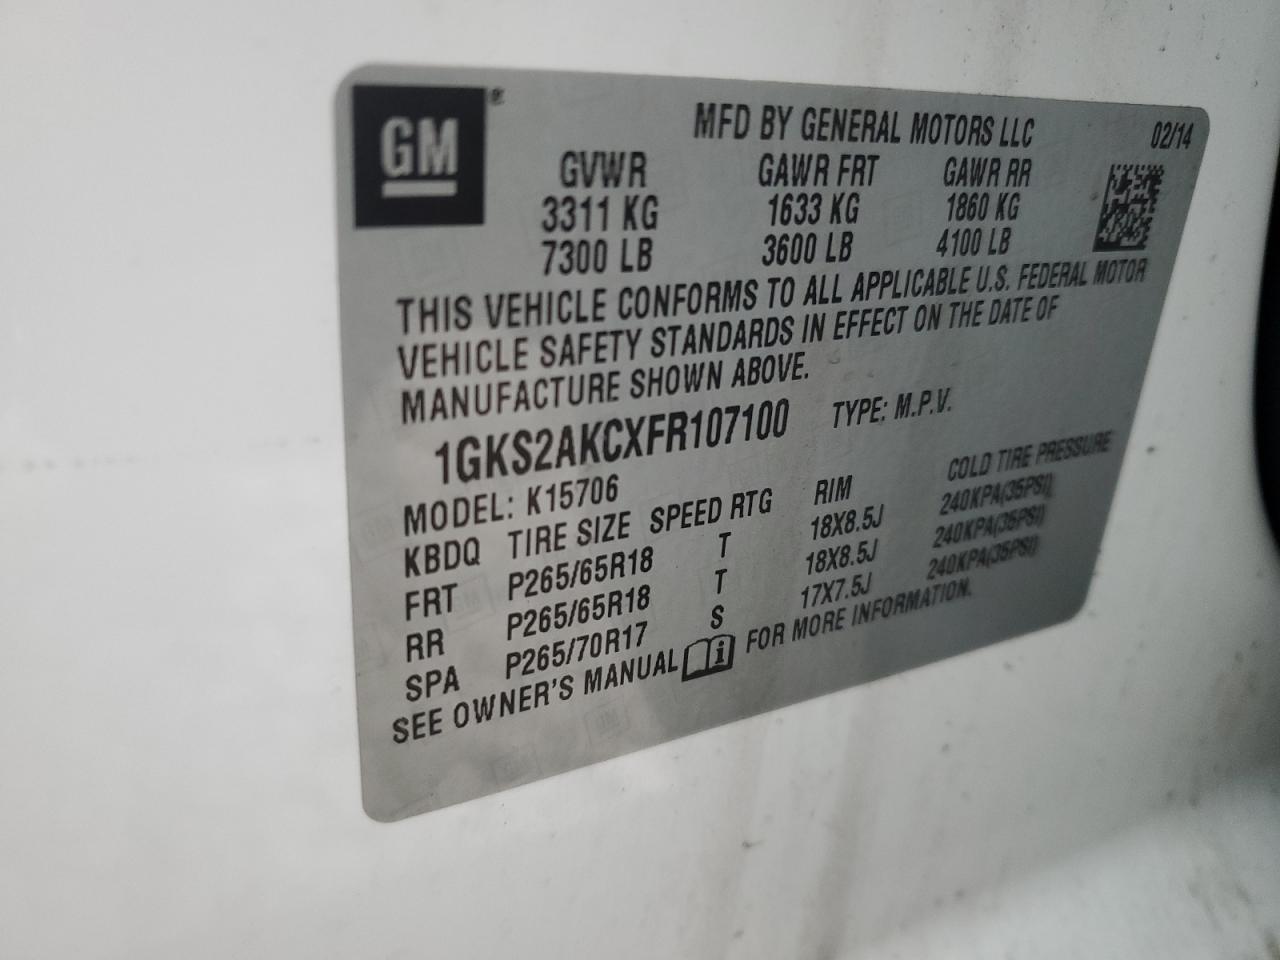 GM
MFD BY GENERAL MOTORS LLC 02/14
GVWR GAWR FRT GAWR RR
3311 KG 1633 KG 1860 KG
7300 LB 3600 LB 4100 LB
THIS VEHICLE CONFORMS TO ALL APPLICABLE U.S. FEDERAL MOTOR
VEHICLE SAFETY STANDARDS IN EFFECT ON THE DATE OF
MANUFACTURE SHOWN ABOVE.
1GKS2AKCXFR107100 TYPE: M.P.V.
MODEL: K15706
KBDQ TIRE SIZE SPEED RTG RIM COLD TIRE PRESSURE
FRT P265/65R18 T 18X8.5J 240KPA(35PSI)
RR P265/65R18 T 18X8.5J 240KPA(35PSI)
SPA P265/70R17 S 17X7.5J 240KPA(35PSI)
SEE OWNER'S MANUAL FOR MORE INFORMATION.